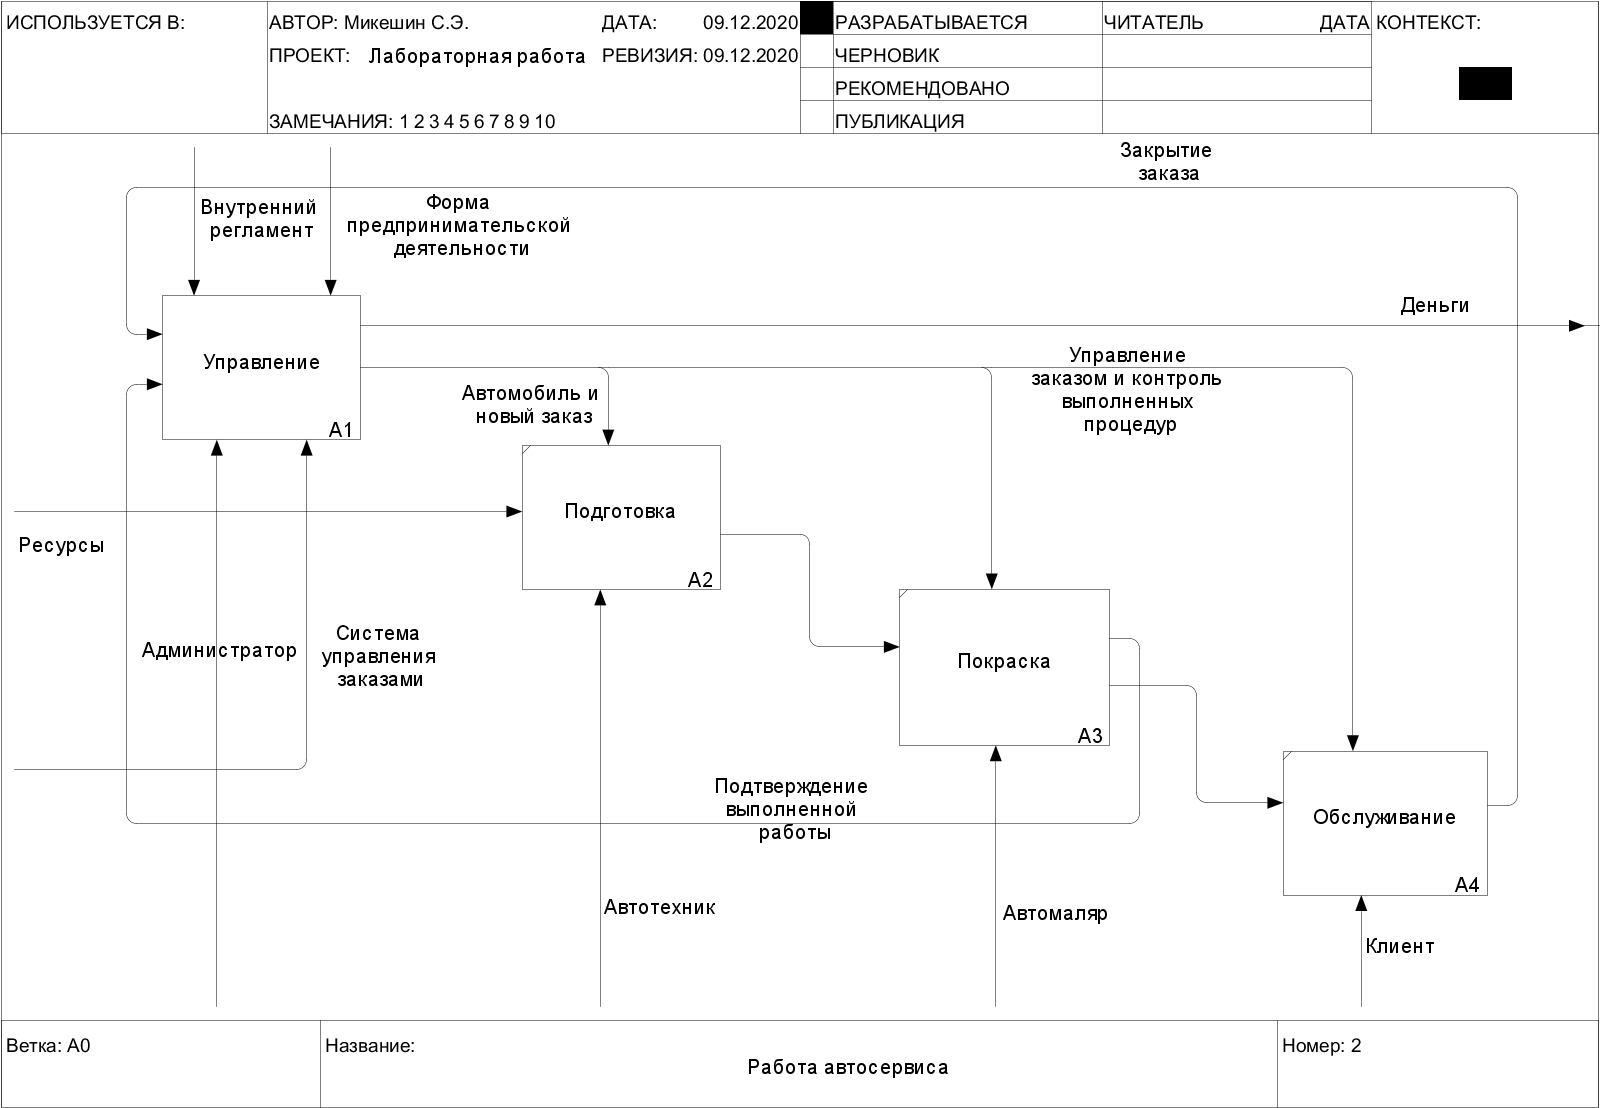 ИСПОЛЬЗУЕТСЯ В:
АВТОР: Микешин С.Э.
ДАТА: 09.12.2020
ПРОЕКТ: Лабораторная работа
РЕВИЗИЯ: 09.12.2020
ЗАМЕЧАНИЯ: 1 2 3 4 5 6 7 8 9 10
РАЗРАБАТЫВАЕТСЯ
ЧЕРНОВИК
РЕКОМЕНДОВАНО
ПУБЛИКАЦИЯ
ЧИТАТЕЛЬ
ДАТА
КОНТЕКСТ:
Закрытие
заказа
Внутренний
регламент
Форма
предпринимательской
деятельности
Деньги
Управление
A1
Управление
заказом и контроль
выполненных
процедур
Автомобиль и
новый заказ
Подготовка
A2
Ресурсы
Администратор
Система
управления
заказами
Покраска
A3
Подтверждение
выполненной
работы
Обслуживание
A4
Автотехник
Автомаляр
Клиент
Ветка: A0
Название:
Работа автосервиса
Номер: 2